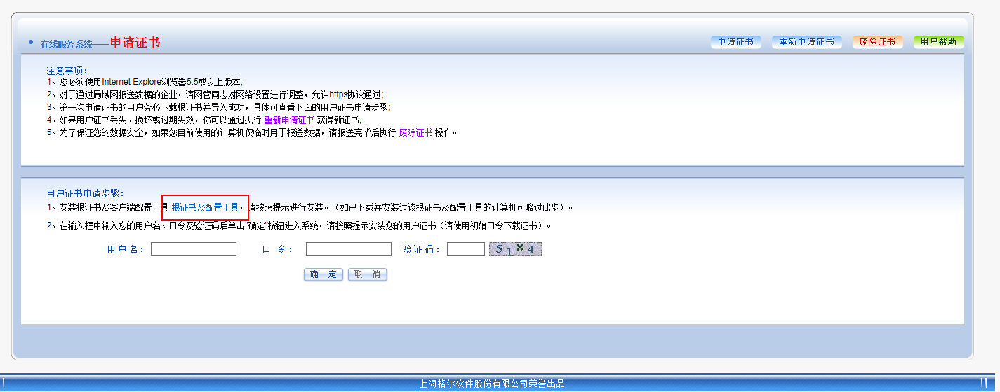 在线服务系统——申请证书
申请证书 重新申请证书 废除证书 用户帮助
注意事项：
1、您必须使用Internet Explore浏览器5.5或以上版本;
2、对于通过局域网报送数据的企业，请网管同志对网络设置进行调整，允许https协议通过;
3、第一次申请证书的用户务必下载根证书并导入成功，具体可查看下面的用户证书申请步骤;
4、如果用户证书丢失、损坏或过期失效，你可以通过执行 重新申请证书 获得新证书;
5、为了保证您的数据安全，如果您目前使用的计算机仅临时用于报送数据，请报送完毕后执行 废除证书 操作。
用户证书申请步骤：
1、安装根证书及客户端配置工具 根证书及配置工具，请按照提示进行安装。（如已下载并安装过该根证书及配置工具的计算机可略过此步）。
2、在输入框中输入您的用户名、口令及验证码后单击"确定"按钮进入系统，请按照提示安装您的用户证书（请使用初始口令下载证书）。
用户名： 口 令： 验证码： 5184
确 定 取 消
上海格尔软件股份有限公司荣誉出品